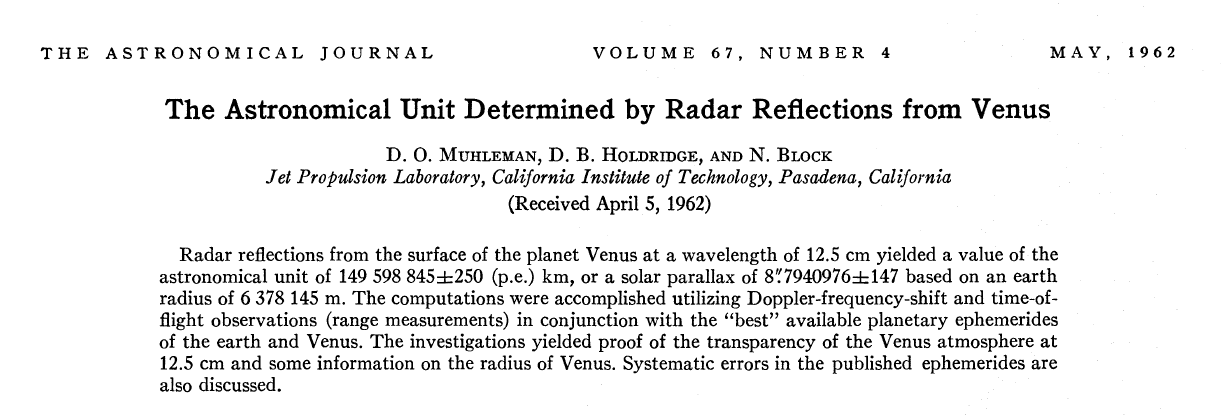 THE ASTRONOMICAL JOURNAL VOLUME 67, NUMBER 4 MAY, 1962
The Astronomical Unit Determined by Radar Reflections from Venus
D. O. MUHLEMAN, D. B. HOLDRIDGE, AND N. BLOCK
Jet Propulsion Laboratory, California Institute of Technology, Pasadena, California
(Received April 5, 1962)
Radar reflections from the surface of the planet Venus at a wavelength of 12.5 cm yielded a value of the
astronomical unit of 149 598 845±250 (p.e.) km, or a solar parallax of 8″.7940976±147 based on an earth
radius of 6 378 145 m. The computations were accomplished utilizing Doppler-frequency-shift and time-of-
flight observations (range measurements) in conjunction with the “best” available planetary ephemerides
of the earth and Venus. The investigations yielded proof of the transparency of the Venus atmosphere at
12.5 cm and some information on the radius of Venus. Systematic errors in the published ephemerides are
also discussed.